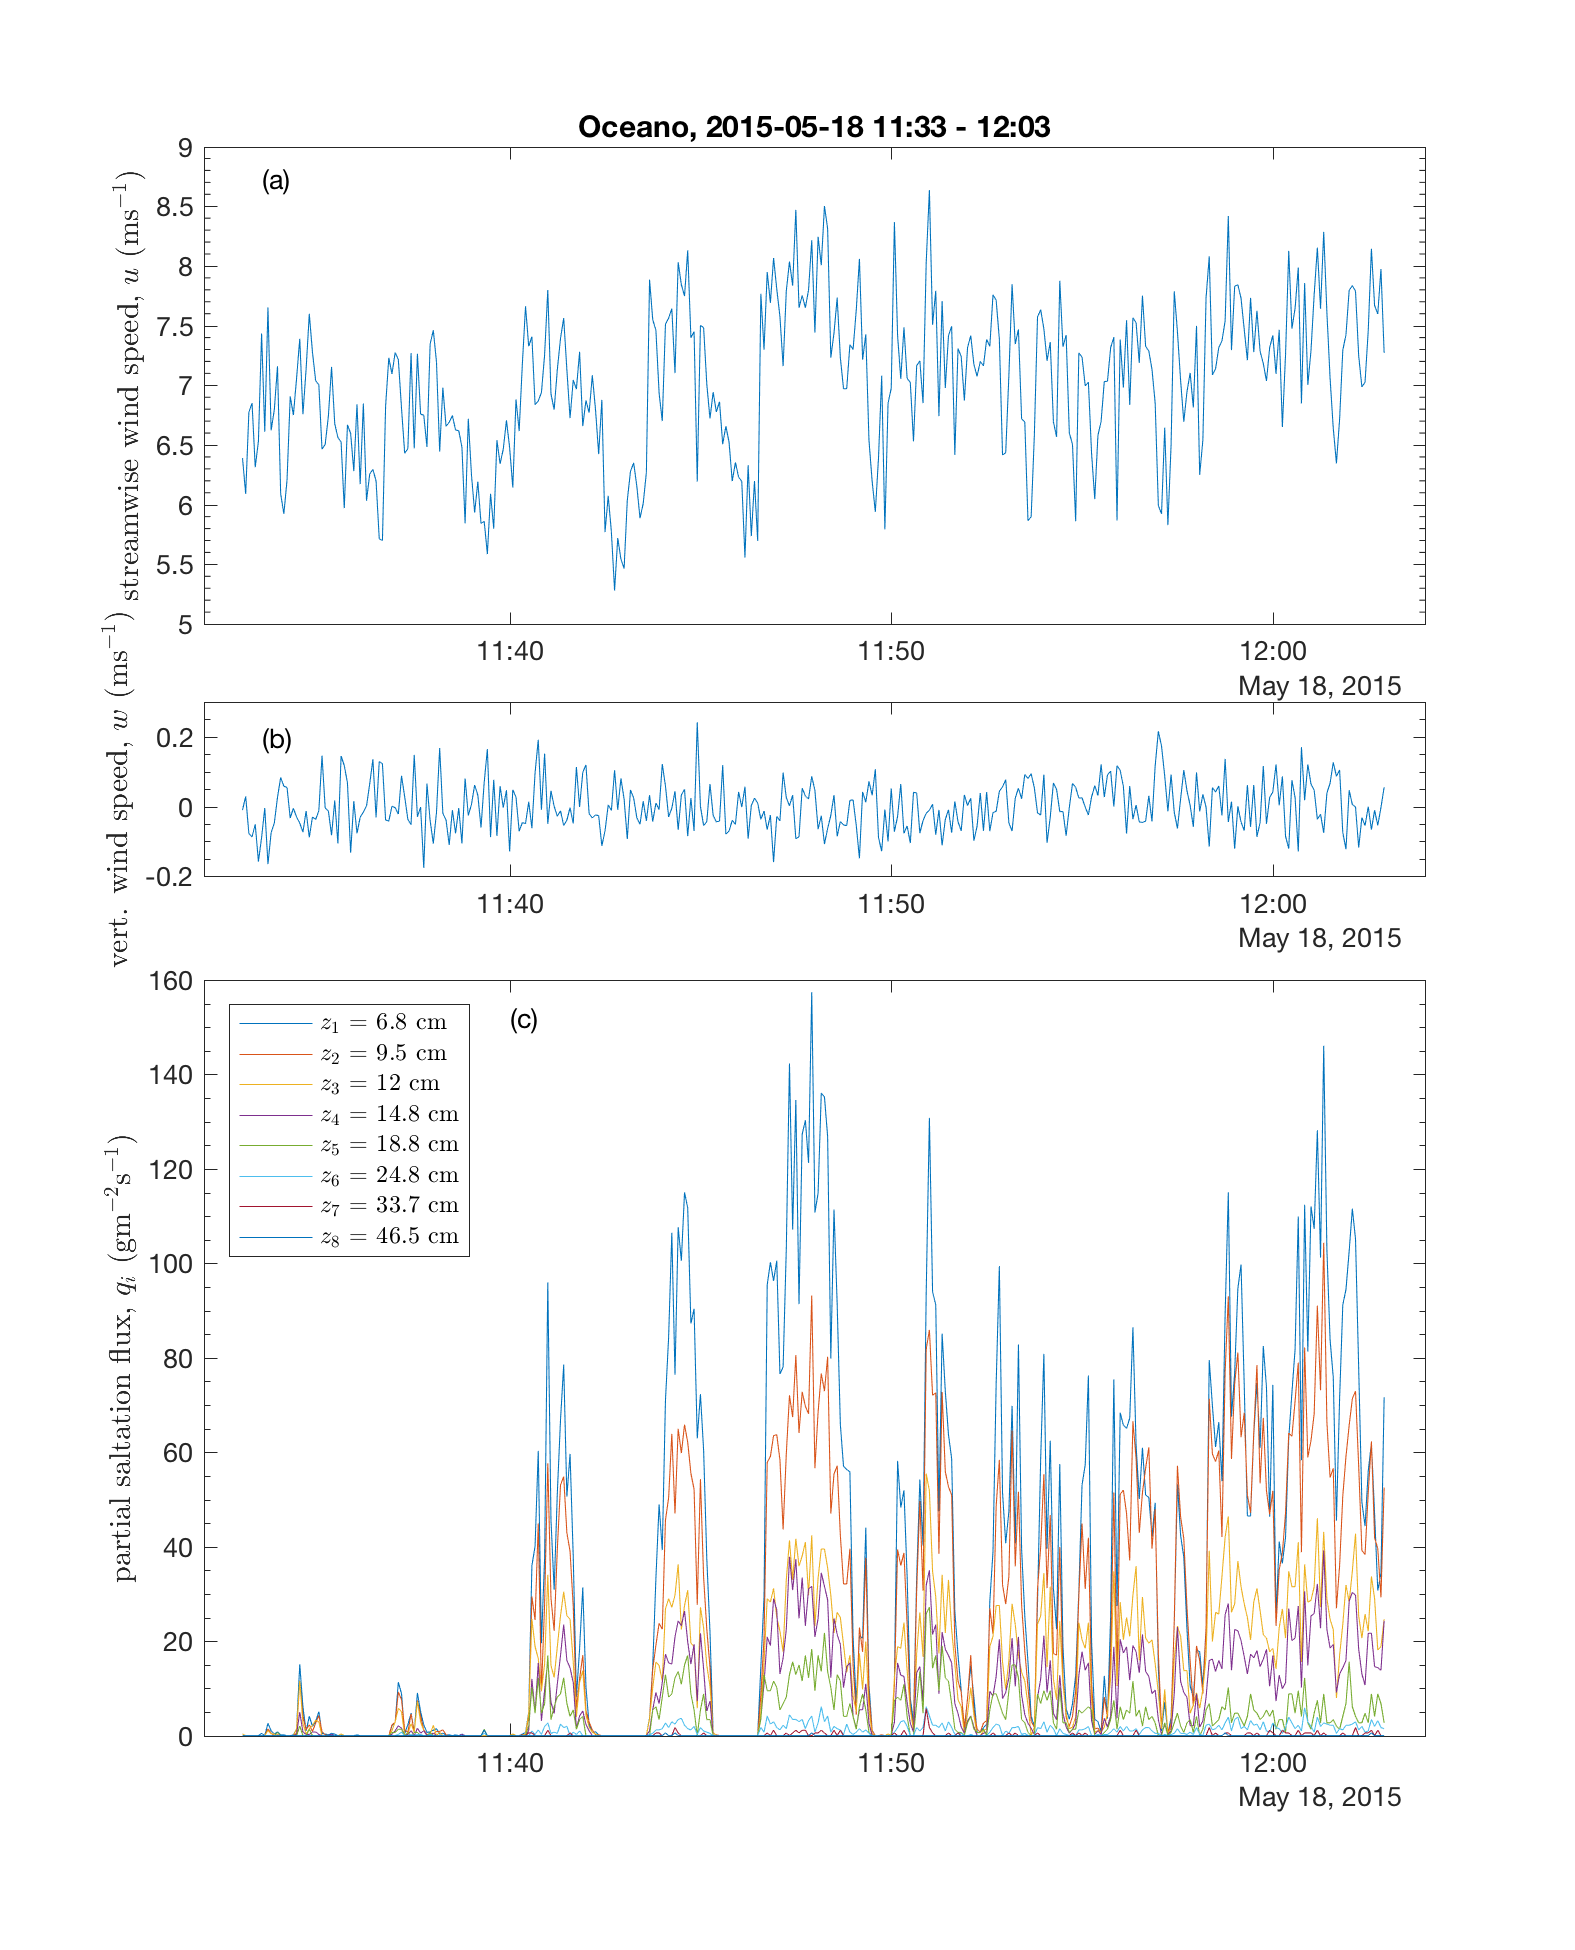 Oceano, 2015-05-18 11:33 - 12:03
(a)
streamwise wind speed, u (ms⁻¹)
9
8.5
8
7.5
7
6.5
6
5.5
5
11:40 11:50 12:00
May 18, 2015
(b)
vert. wind speed, w (ms⁻¹)
0.2
0
-0.2
11:40 11:50 12:00
May 18, 2015
(c)
partial saltation flux, qᵢ (gm⁻²s⁻¹)
160
140
120
100
80
60
40
20
0
z₁ = 6.8 cm
z₂ = 9.5 cm
z₃ = 12 cm
z₄ = 14.8 cm
z₅ = 18.8 cm
z₆ = 24.8 cm
z₇ = 33.7 cm
z₈ = 46.5 cm
11:40 11:50 12:00
May 18, 2015